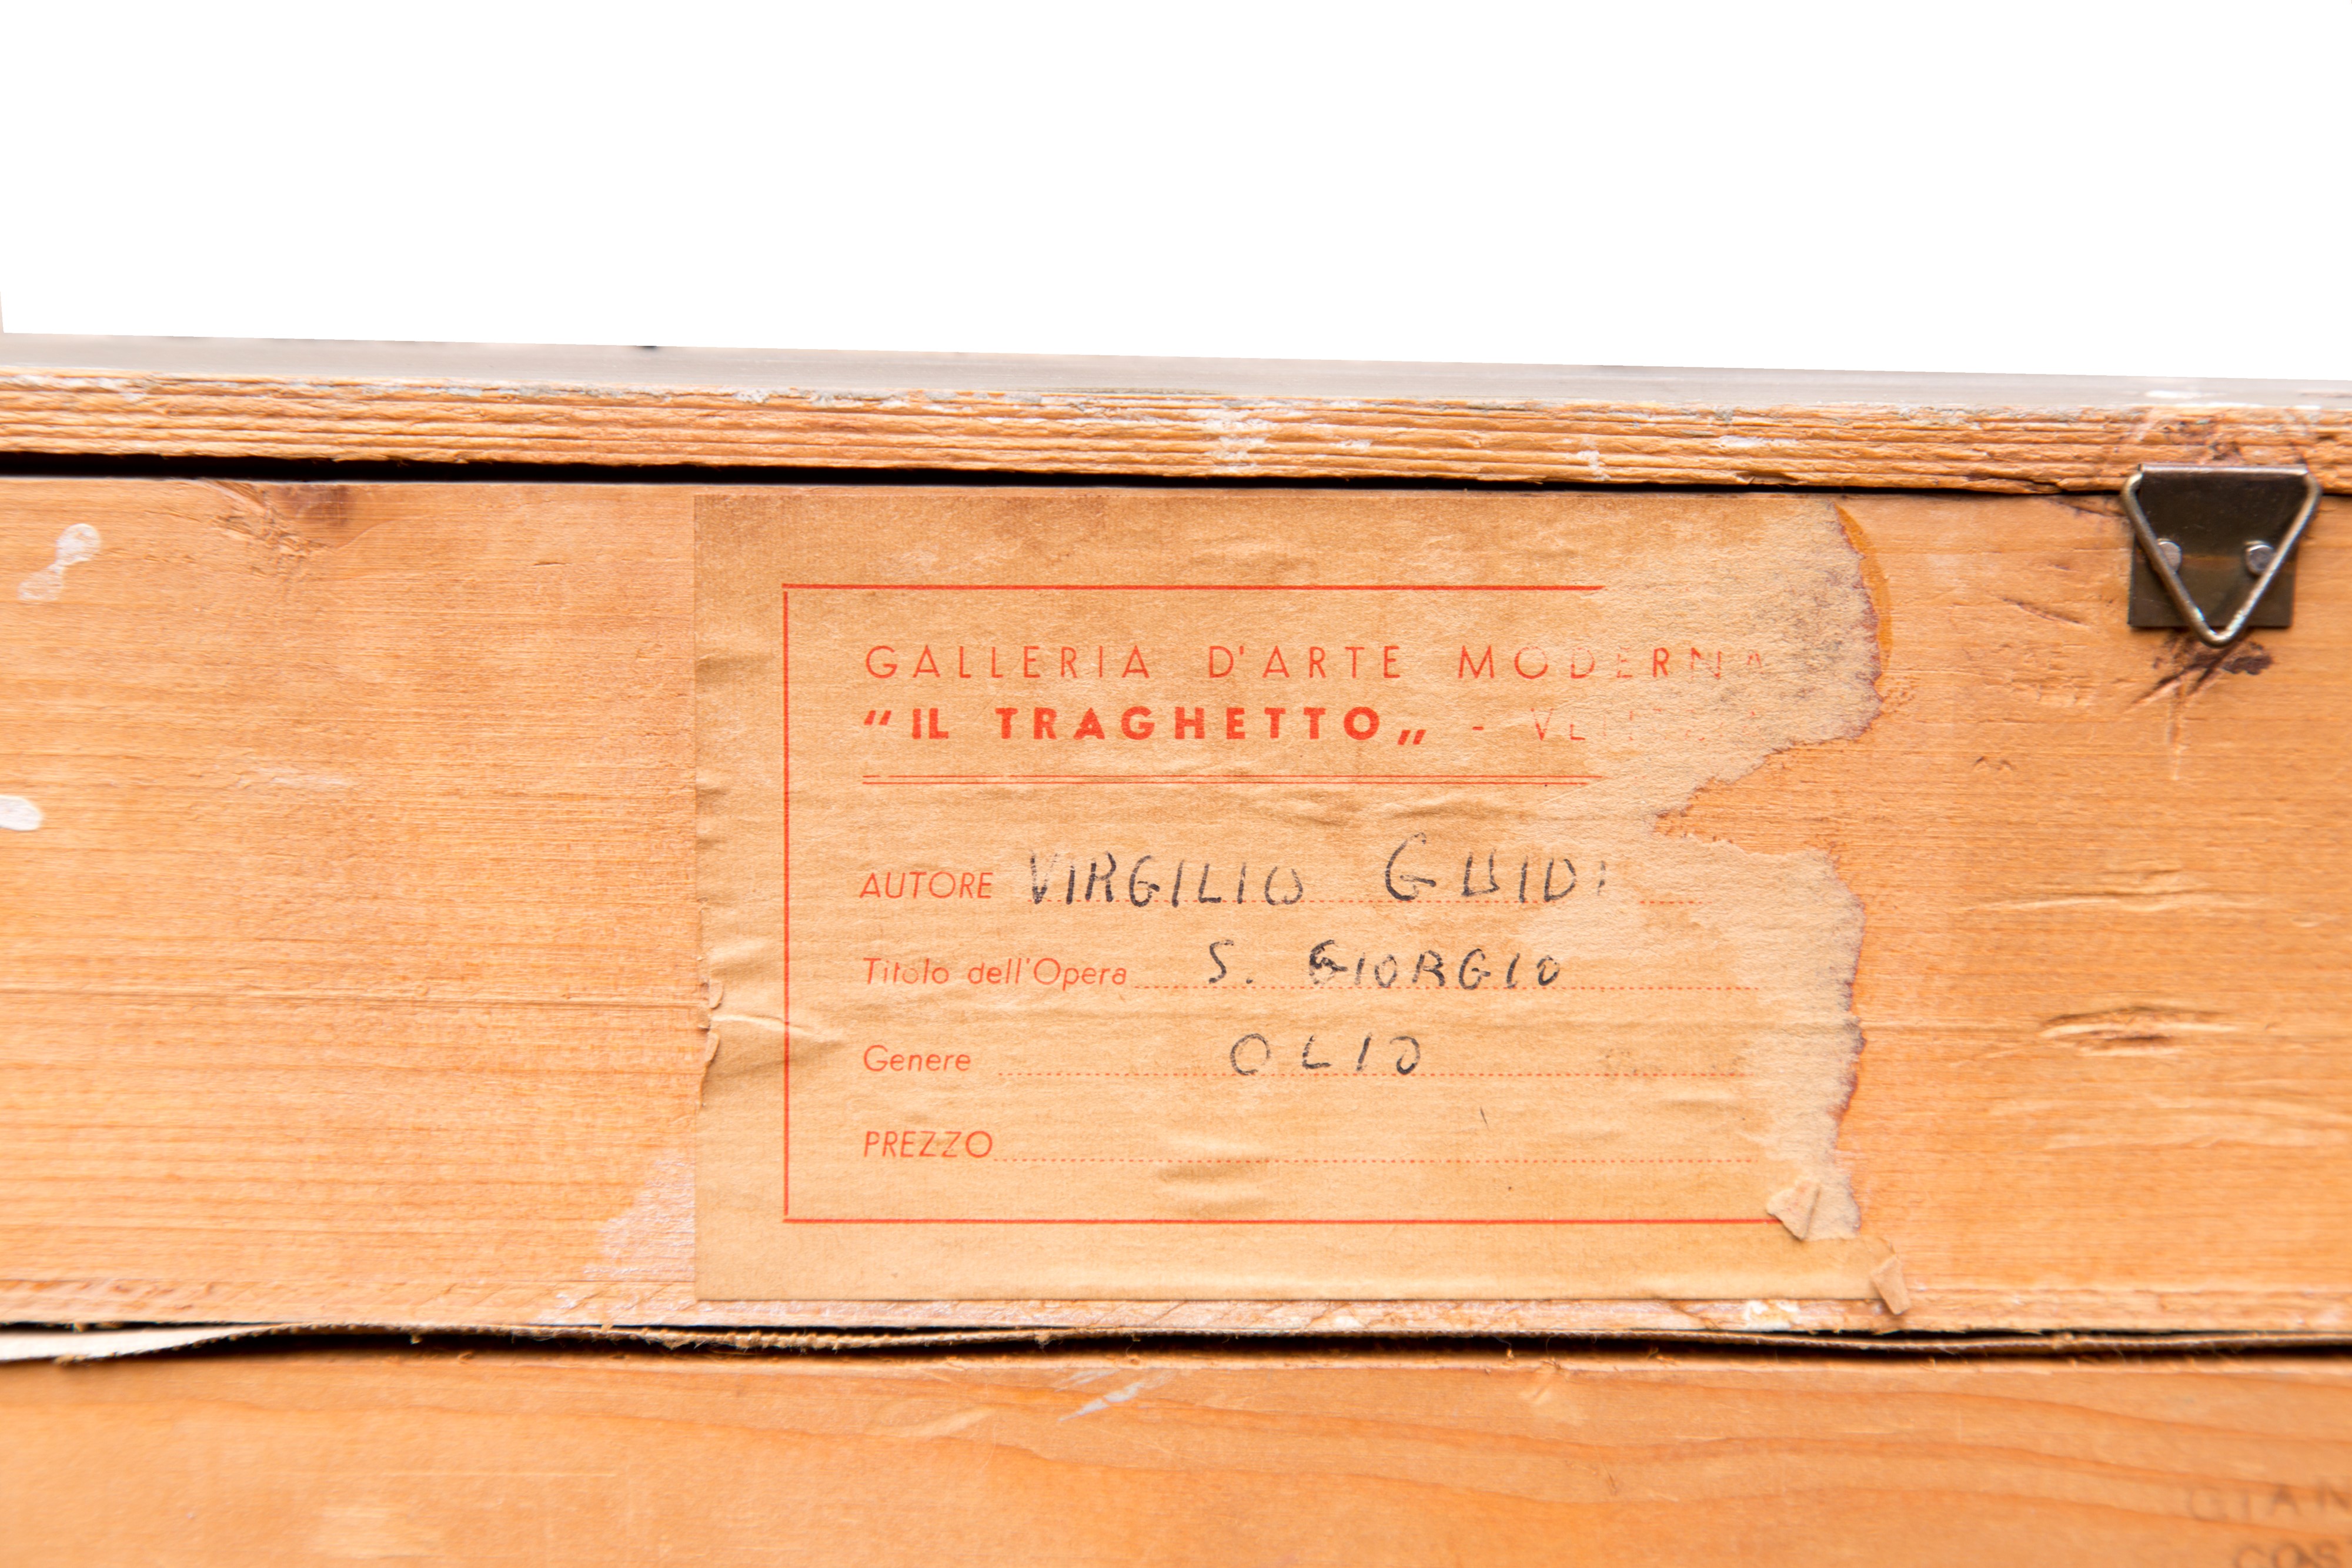 GALLERIA D'ARTE MODERNA
"IL TRAGHETTO„ -
AUTORE VIRGILIO GUIDI
Titolo dell'Opera S. GIORGIO
Genere OLIO
PREZZO